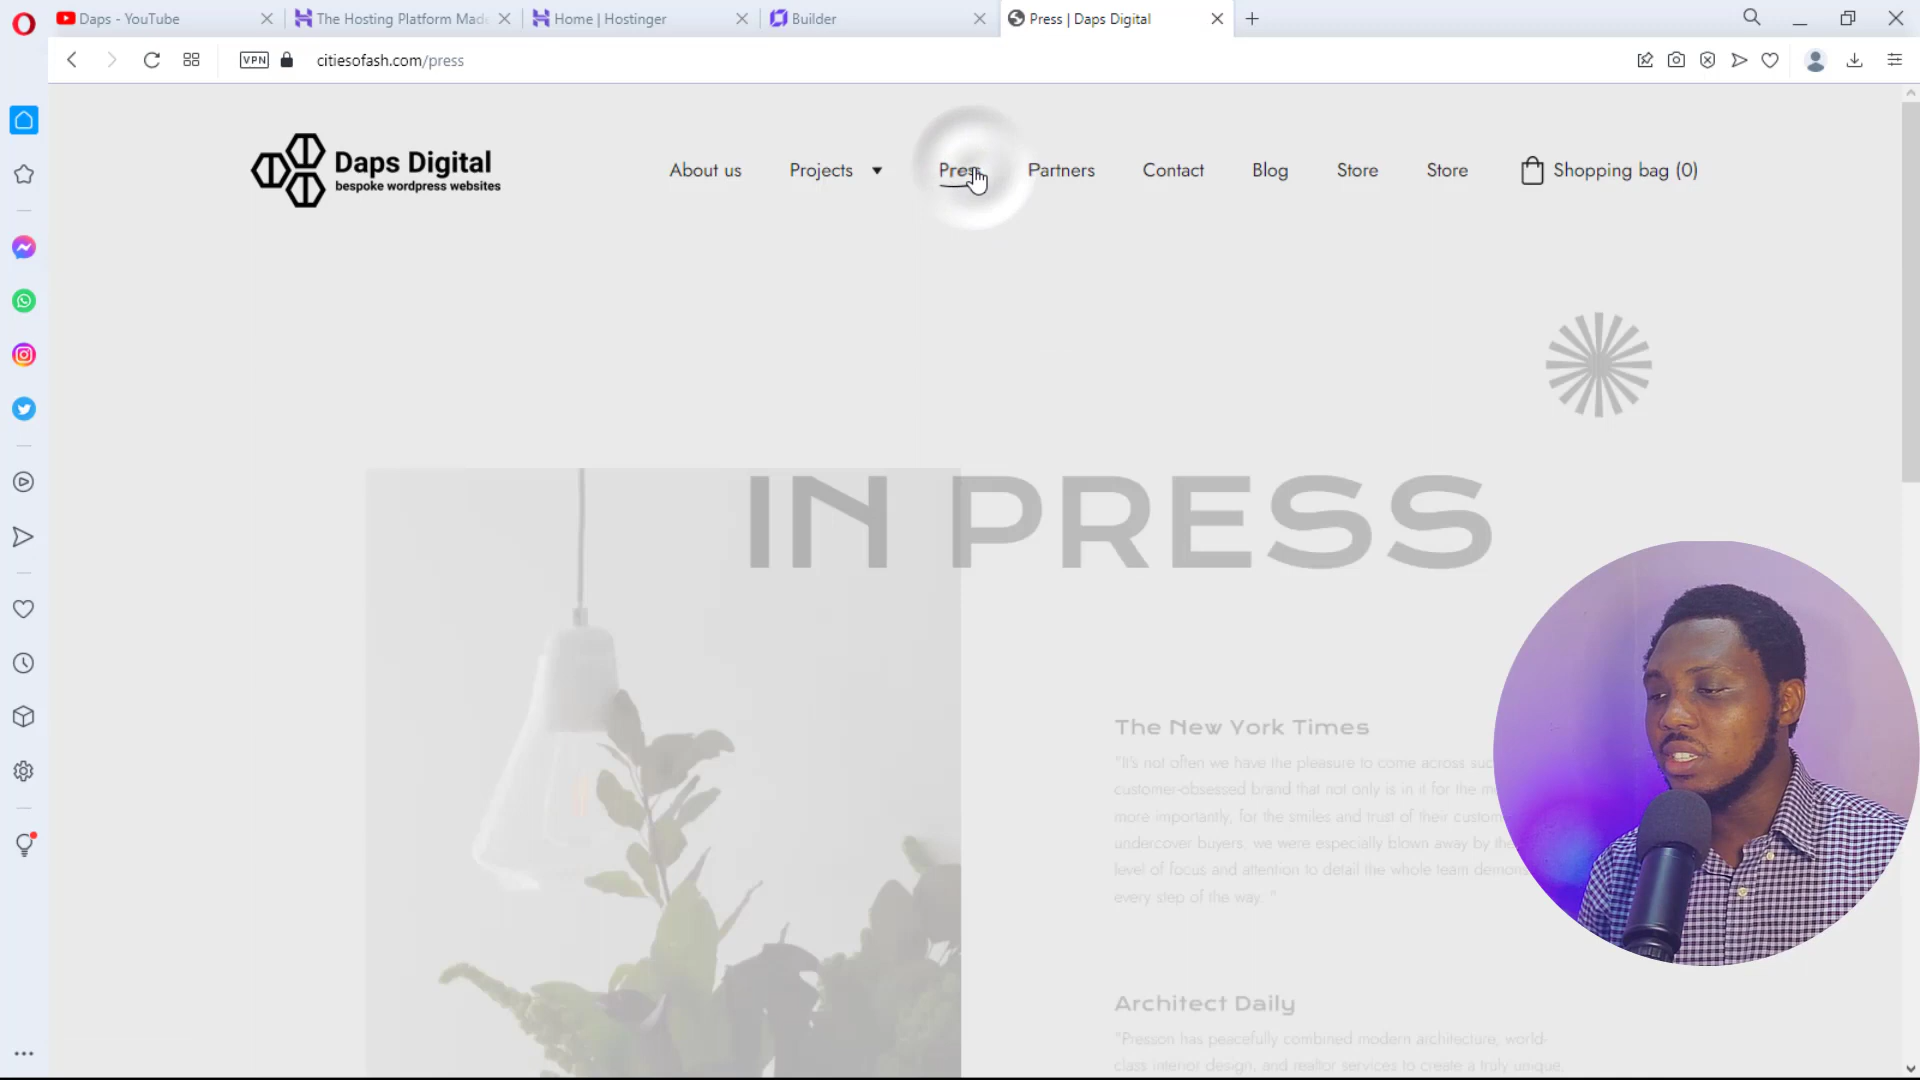 Daps - YouTube
The Hosting Platform Made
Home | Hostinger
Builder
Press | Daps Digital
VPN
citiesofash.com/press
Daps Digital
bespoke wordpress websites
About us
Projects
Press
Partners
Contact
Blog
Store
Store
Shopping bag (0)
IN PRESS
The New York Times
"It's not often we have the pleasure to come across suc
customer-obsessed brand that not only is in it for the m
more importantly, for the smiles and trust of their custom
undercover buyers, we were especially blown away by the
level of focus and attention to detail the whole team demons
every step of the way. "
Architect Daily
"Presson has peacefully combined modern architecture, world-
class interior design, and realtor services to create a truly unique,